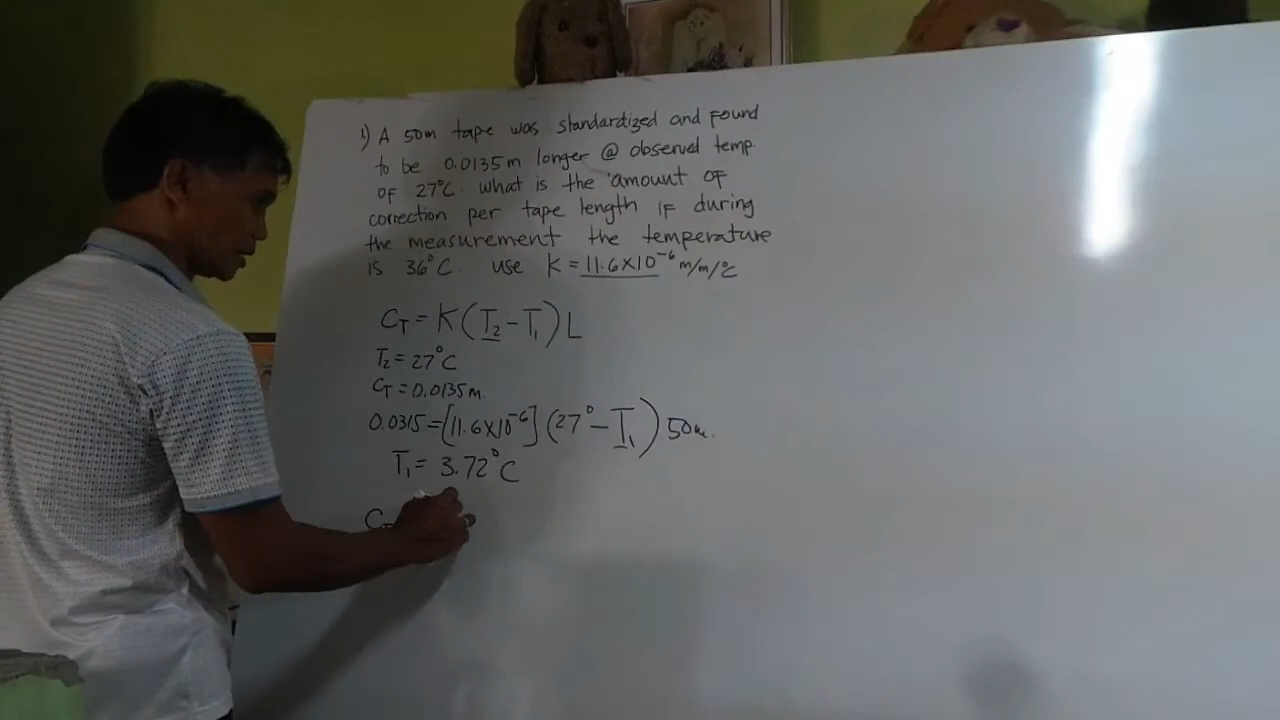 1) A 50m tape was standardized and found
to be 0.0135m longer @ observed temp.
of 27°C. what is the amount of
correction per tape length if during
the measurement the temperature
is 36°C. use K = 11.6x10⁻⁶ m/m/°C
C_T = K(T₂ - T₁)L
T₂ = 27°C
C_T = 0.0135m.
0.0315 = [11.6x10⁻⁶](27° - T₁)50m.
T₁ = 3.72°C
C